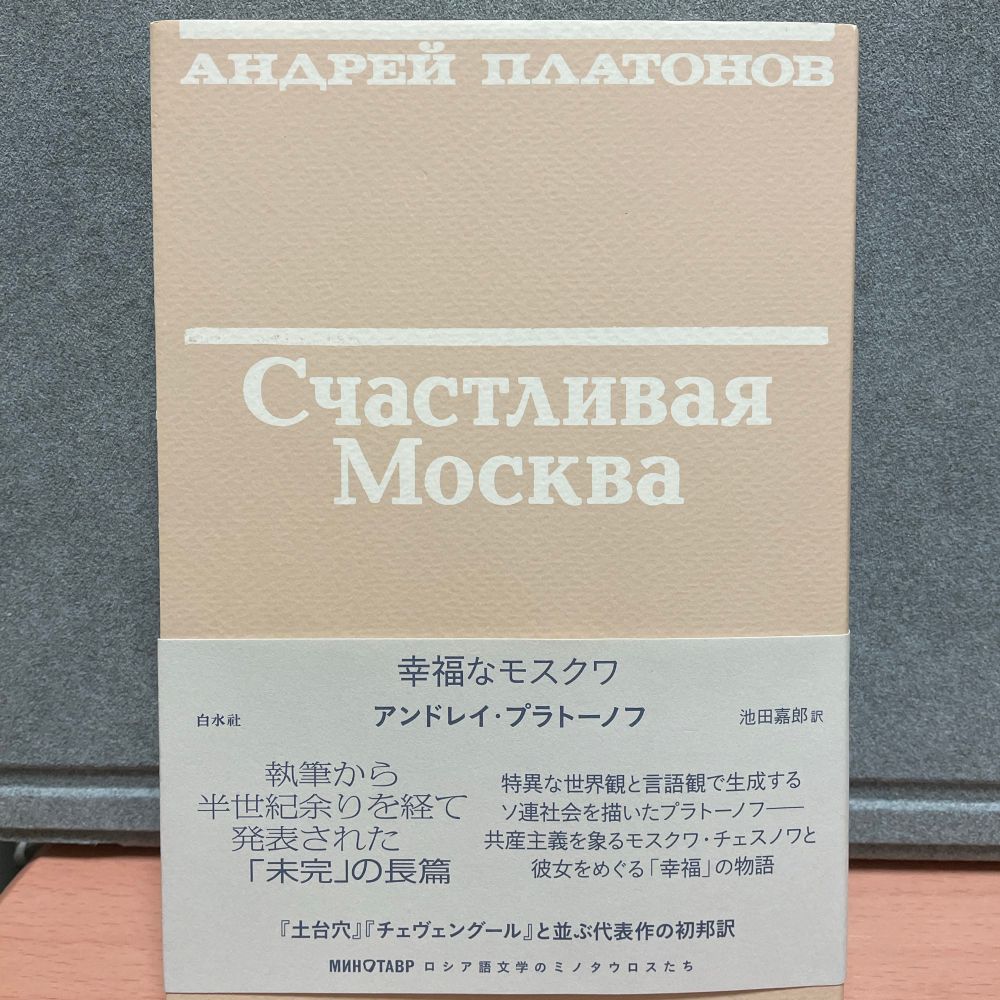 АНДРЕЙ ПЛАТОНОВ
Счастливая
Москва
幸福なモスクワ
白水社 アンドレイ・プラトーノフ 池田嘉郎 訳
執筆から
半世紀余りを経て
発表された
「未完」の長篇
特異な世界観と言語観で生成する
ソ連社会を描いたプラトーノフ──
共産主義を象るモスクワ・チェスノワと
彼女をめぐる「幸福」の物語
『土台穴』『チェヴェングール』と並ぶ代表作の初邦訳
МИНОТАВР ロシア語文学のミノタウロスたち